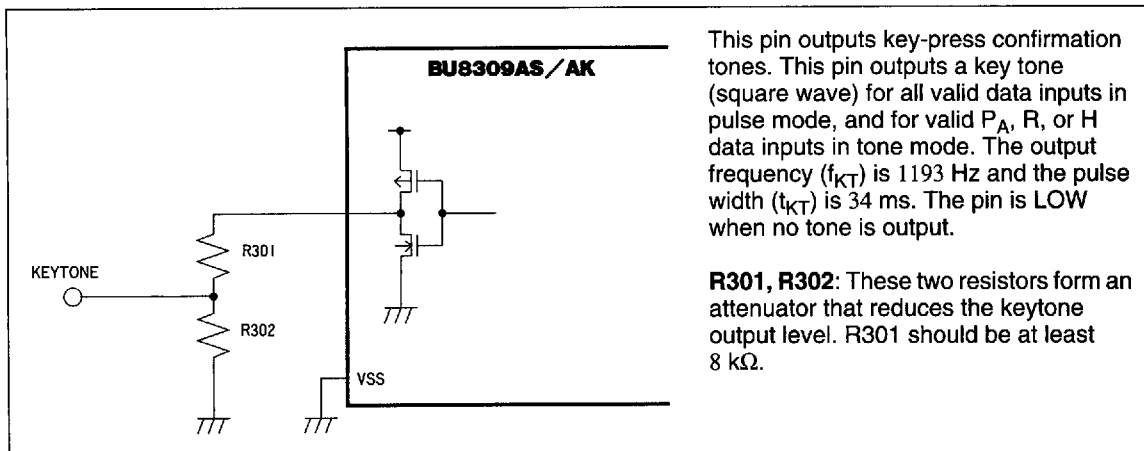 BU8309AS/AK
R301
KEYTONE
R302
VSS
This pin outputs key-press confirmation
tones. This pin outputs a key tone
(square wave) for all valid data inputs in
pulse mode, and for valid PA, R, or H
data inputs in tone mode. The output
frequency (fKT) is 1193 Hz and the pulse
width (tKT) is 34 ms. The pin is LOW
when no tone is output.
R301, R302: These two resistors form an
attenuator that reduces the keytone
output level. R301 should be at least
8 kΩ.